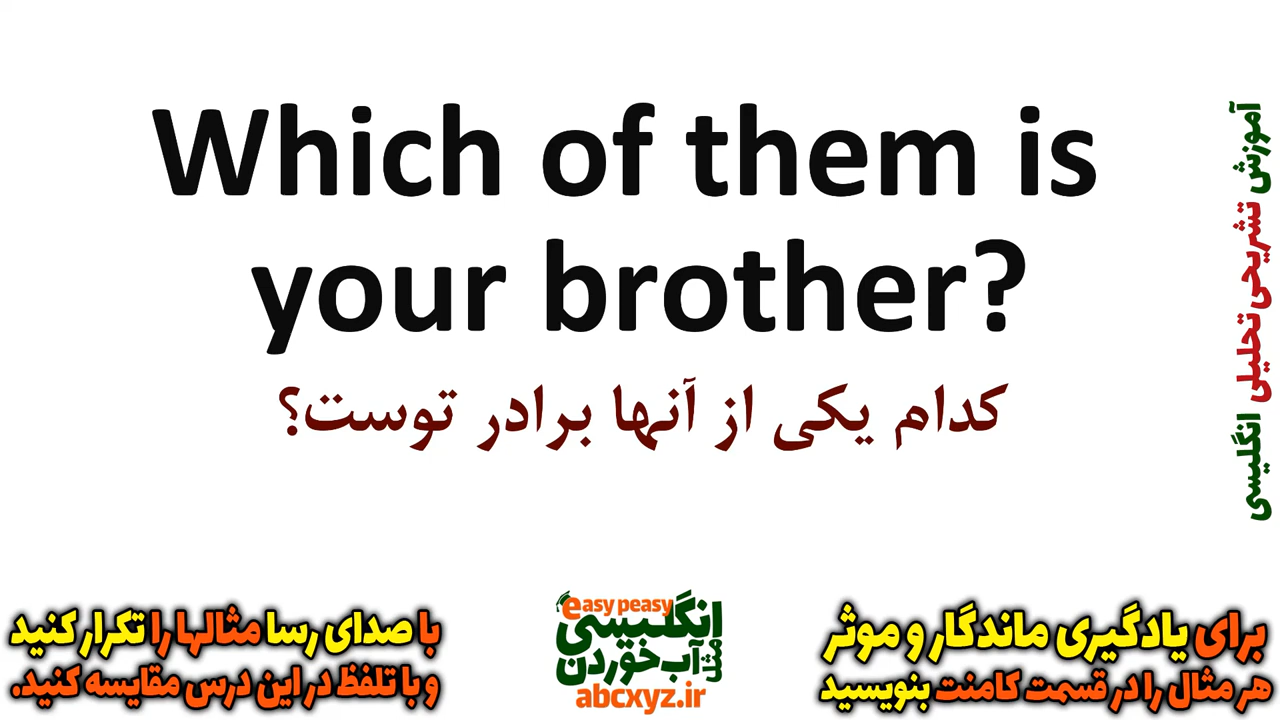 Which of them is
your brother?
کدام یکی از آنها برادر توست؟
آموزش تشریحی تحلیلی انگلیسی
برای یادگیری ماندگار و موثر
هر مثال را در قسمت کامنت بنویسید
easy peasy
انگلیسی
مثل
آب خوردن
abcxyz.ir
با صدای رسا مثالها را تکرار کنید
و با تلفظ در این درس مقایسه کنید.